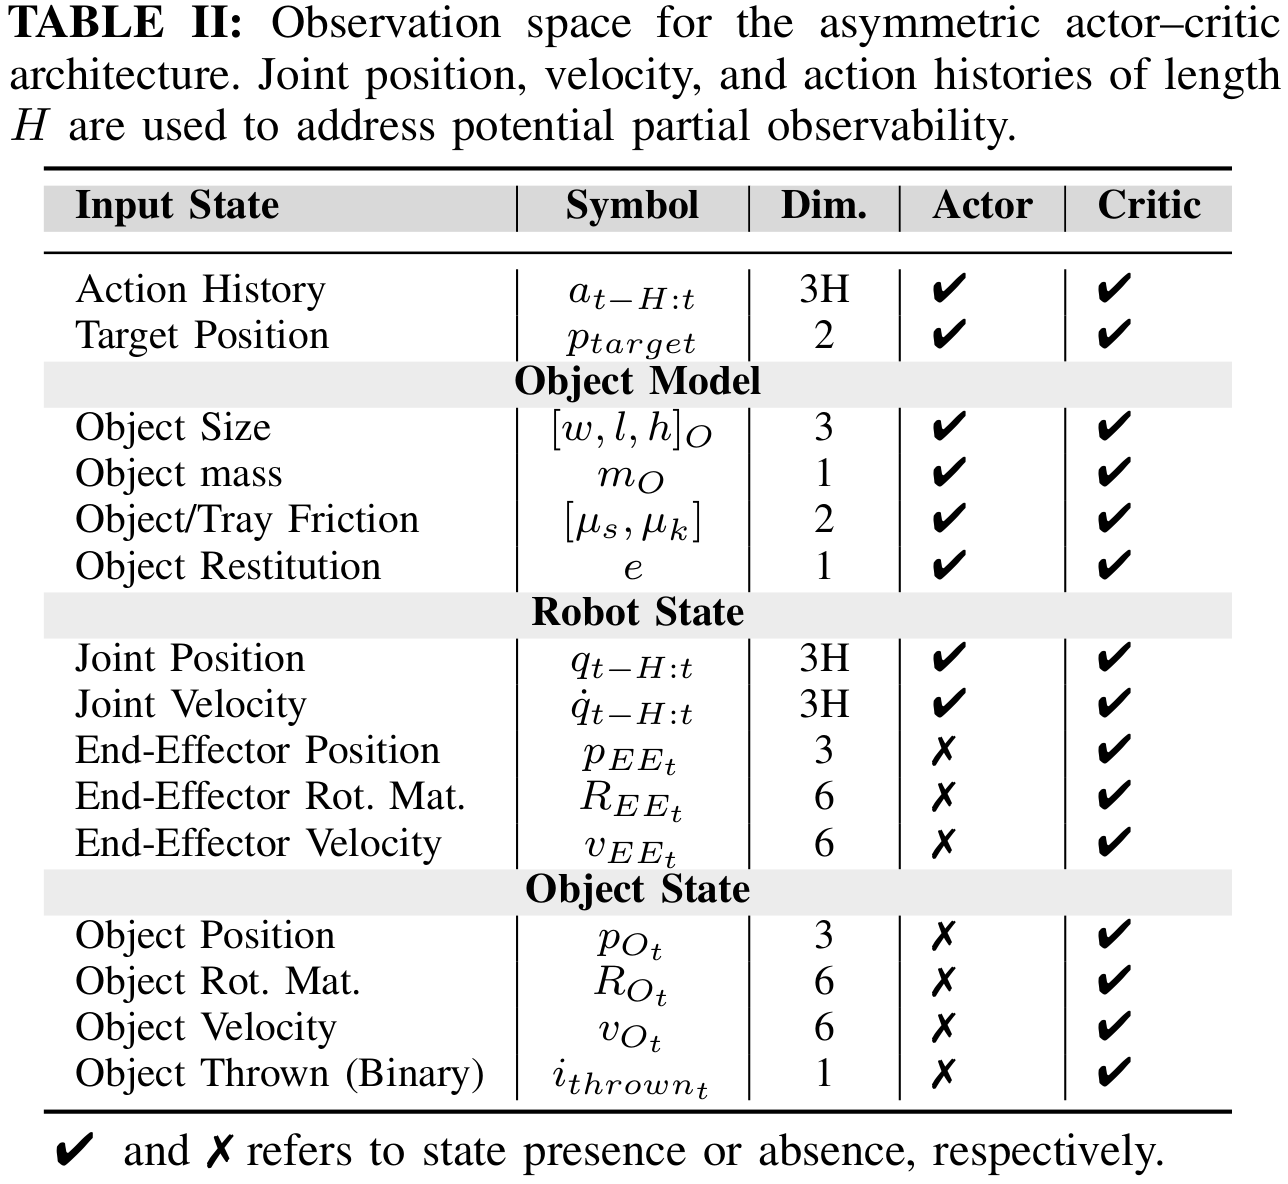 TABLE II: Observation space for the asymmetric actor–critic
architecture. Joint position, velocity, and action histories of length
H are used to address potential partial observability.
Input State | Symbol | Dim. | Actor | Critic
Action History | a_{t−H:t} | 3H | ✔ | ✔
Target Position | p_{target} | 2 | ✔ | ✔
Object Model
Object Size | [w, l, h]_O | 3 | ✔ | ✔
Object mass | m_O | 1 | ✔ | ✔
Object/Tray Friction | [μ_s, μ_k] | 2 | ✔ | ✔
Object Restitution | e | 1 | ✔ | ✔
Robot State
Joint Position | q_{t−H:t} | 3H | ✔ | ✔
Joint Velocity | q̇_{t−H:t} | 3H | ✔ | ✔
End-Effector Position | p_{EE_t} | 3 | ✗ | ✔
End-Effector Rot. Mat. | R_{EE_t} | 6 | ✗ | ✔
End-Effector Velocity | v_{EE_t} | 6 | ✗ | ✔
Object State
Object Position | p_{O_t} | 3 | ✗ | ✔
Object Rot. Mat. | R_{O_t} | 6 | ✗ | ✔
Object Velocity | v_{O_t} | 6 | ✗ | ✔
Object Thrown (Binary) | i_{thrown_t} | 1 | ✗ | ✔
✔ and ✗ refers to state presence or absence, respectively.